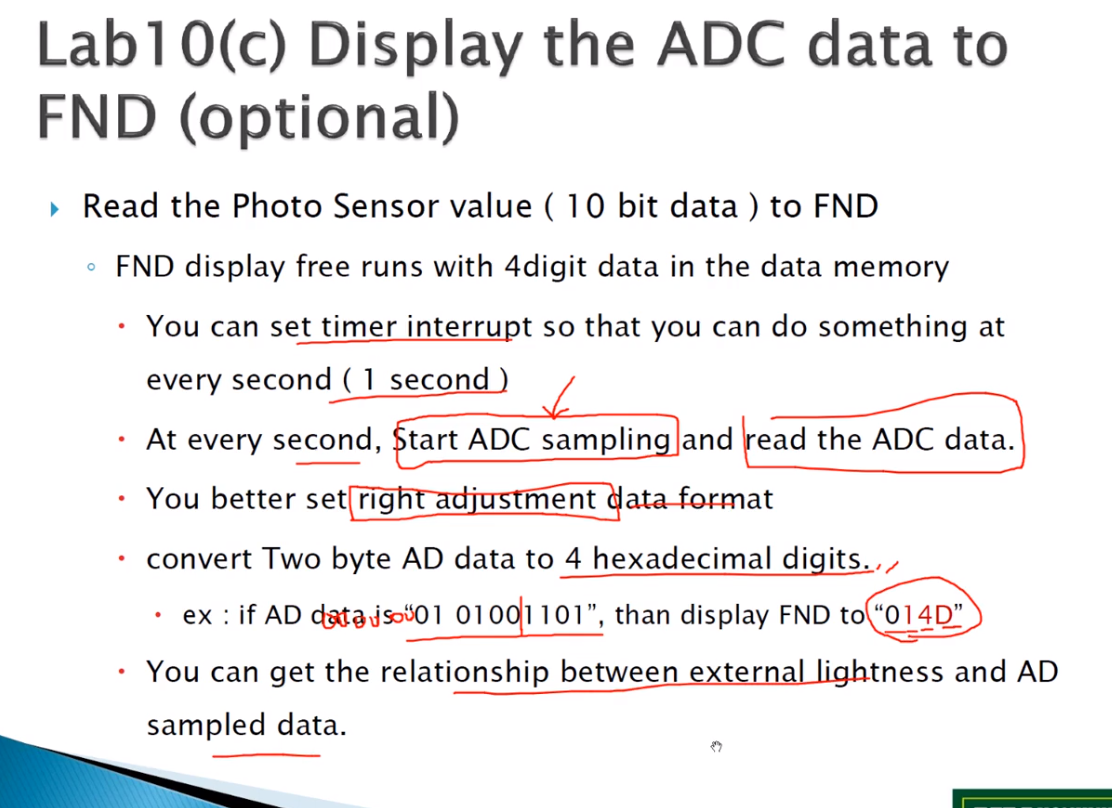 Lab10(c) Display the ADC data to
FND (optional)
Read the Photo Sensor value ( 10 bit data ) to FND
FND display free runs with 4digit data in the data memory
You can set timer interrupt so that you can do something at
every second ( 1 second )
At every second, Start ADC sampling and read the ADC data.
You better set right adjustment data format
convert Two byte AD data to 4 hexadecimal digits.
ex : if AD data is “01 01001101”, than display FND to “014D”
You can get the relationship between external lightness and AD
sampled data.